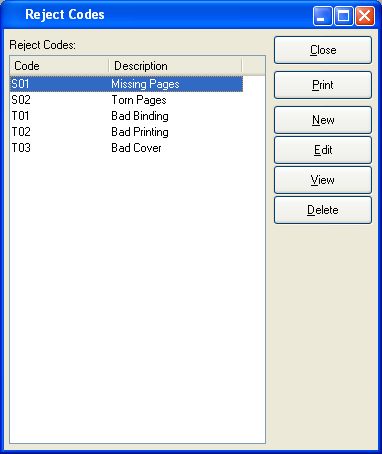 Reject Codes
Reject Codes:
Code Description
S01 Missing Pages
S02 Torn Pages
T01 Bad Binding
T02 Bad Printing
T03 Bad Cover
Close
Print
New
Edit
View
Delete